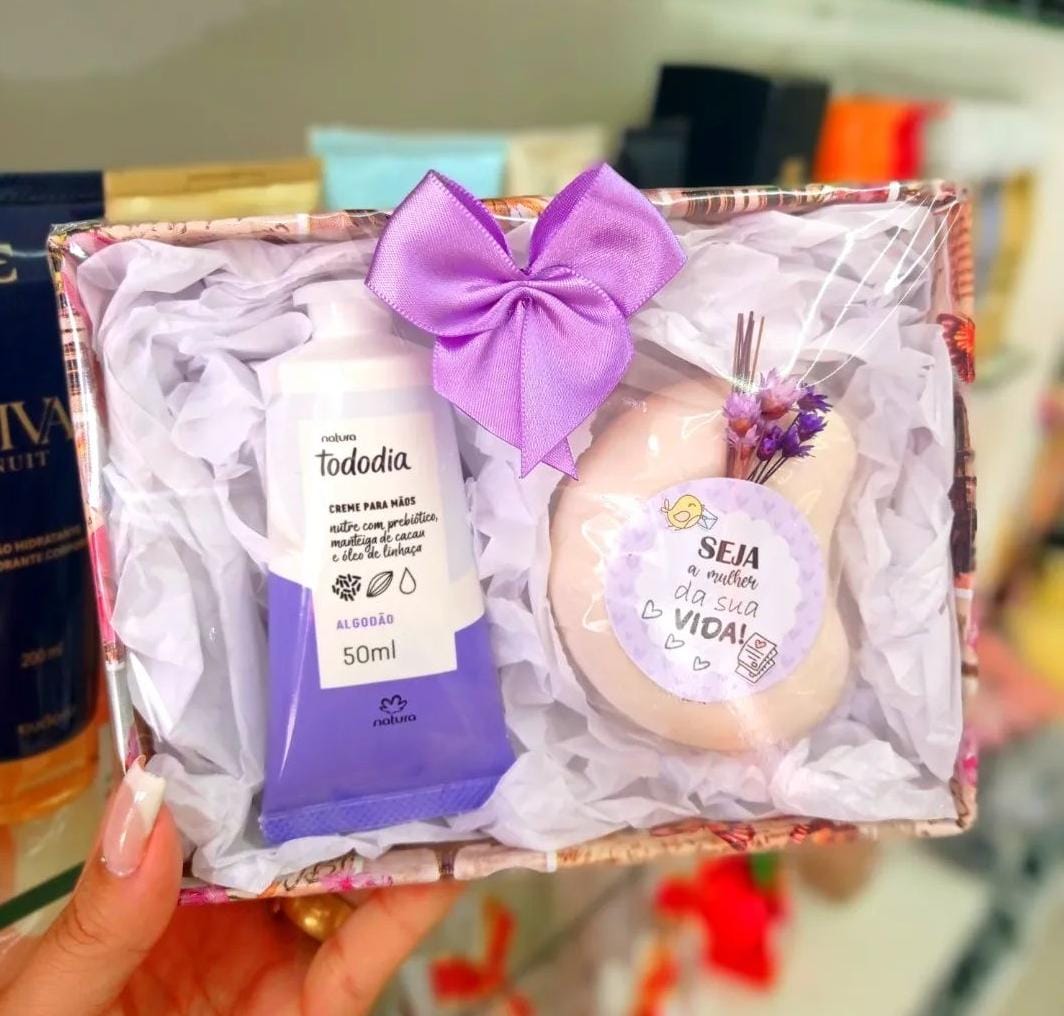 natura
tododia
CREME PARA MÃOS
nutre com prebiótico,
manteiga de cacau
e óleo de linhaça
ALGODÃO
50ml
natura
SEJA
a mulher
da sua
VIDA!
NUIT
200 ml